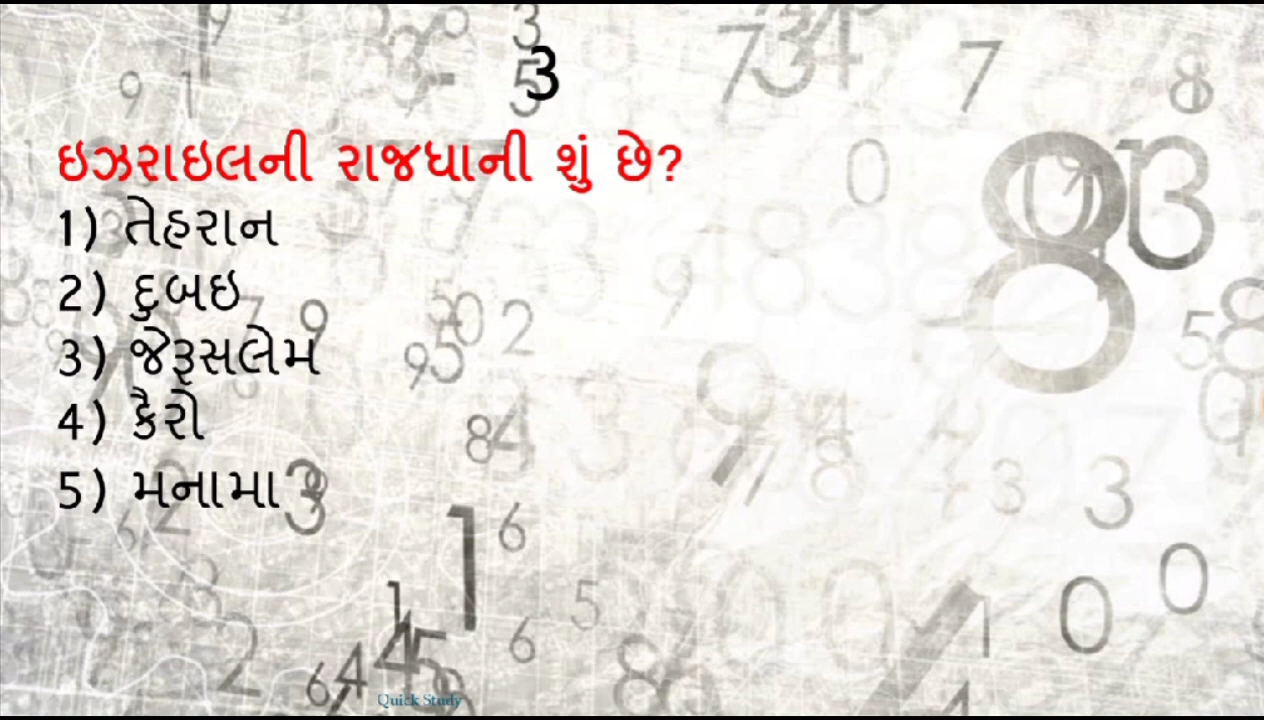 3
ઇઝરાઇલની રાજધાની શું છે?
1) તેહરાન
2) દુબઇ
3) જેરૂસલેમ
4) કૈરો
5) મનામા
Quick Study